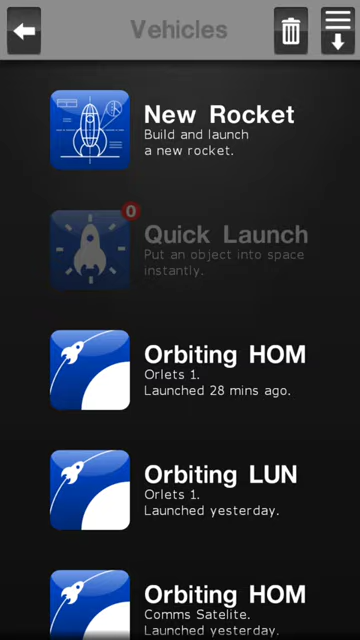 Vehicles
New Rocket
Build and launch
a new rocket.
0
Quick Launch
Put an object into space
instantly.
Orbiting HOM
Orlets 1.
Launched 28 mins ago.
Orbiting LUN
Orlets 1.
Launched yesterday.
Orbiting HOM
Comms Satelite.
Launched yesterday.